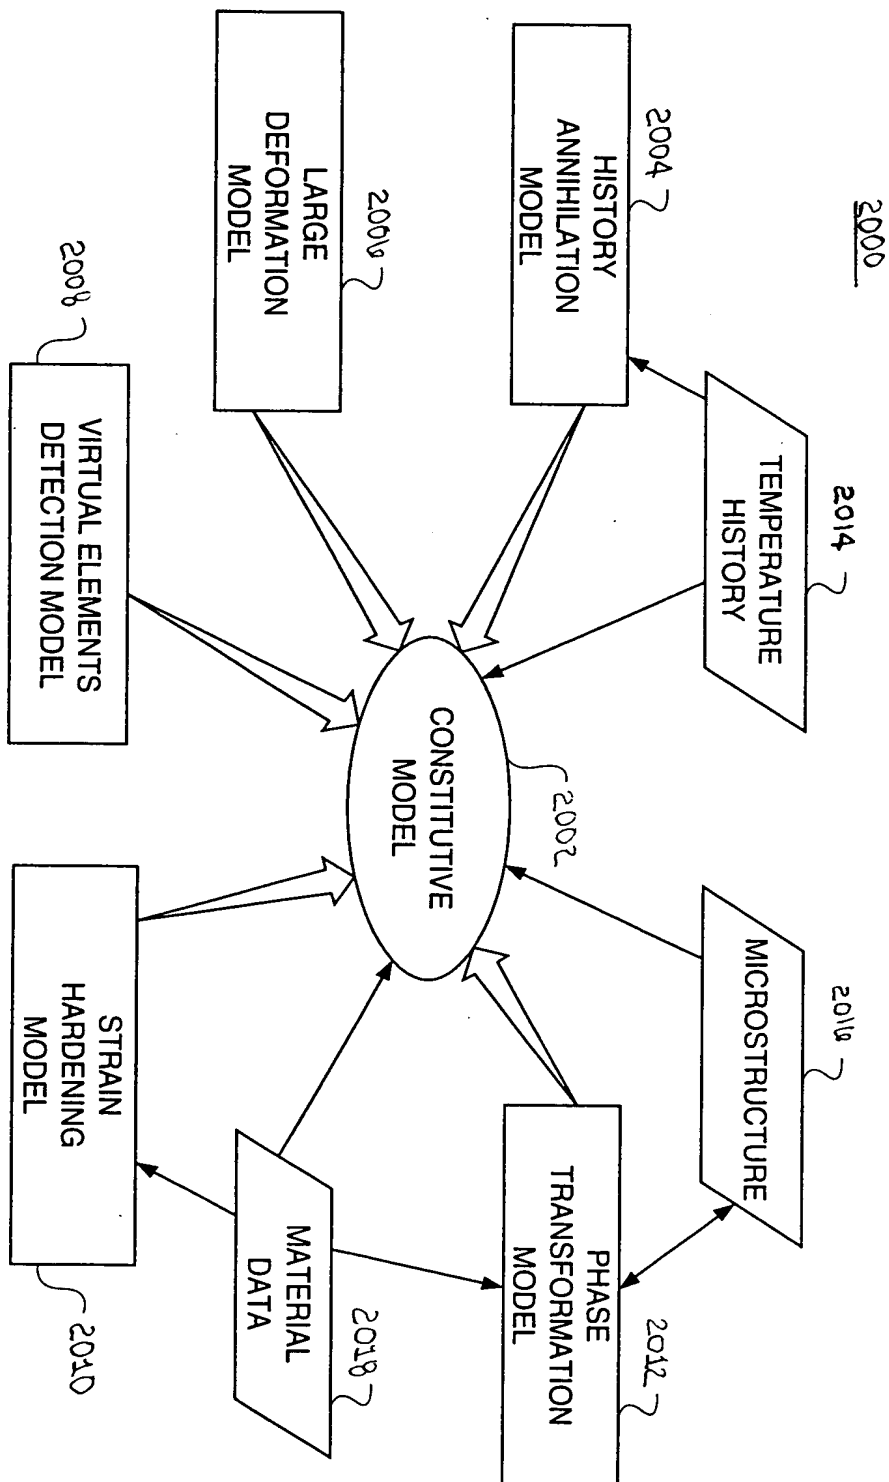 2000
2014
TEMPERATURE
HISTORY
2016
MICROSTRUCTURE
2004
HISTORY
ANNIHILATION
MODEL
2002
CONSTITUTIVE
MODEL
2012
PHASE
TRANSFORMATION
MODEL
2006
LARGE
DEFORMATION
MODEL
2018
MATERIAL
DATA
2008
VIRTUAL ELEMENTS
DETECTION MODEL
STRAIN
HARDENING
MODEL
2010